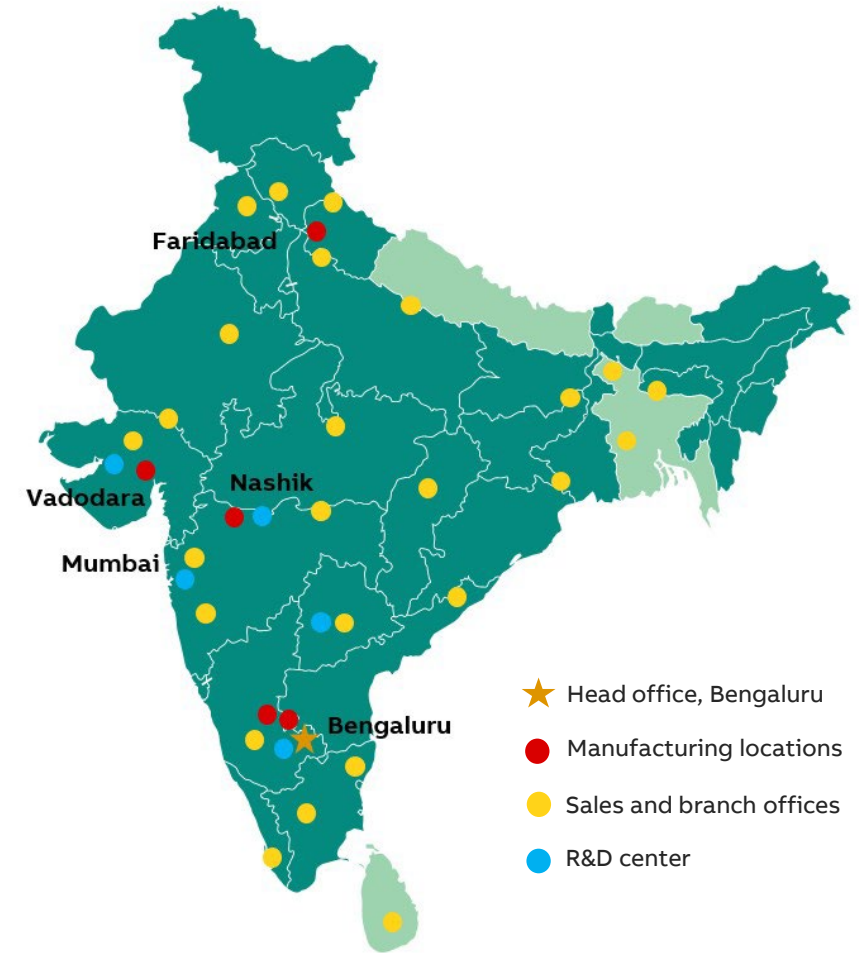 Faridabad
Nashik
Vadodara
Mumbai
Head office, Bengaluru
Bengaluru
Manufacturing locations
Sales and branch offices
R&D center